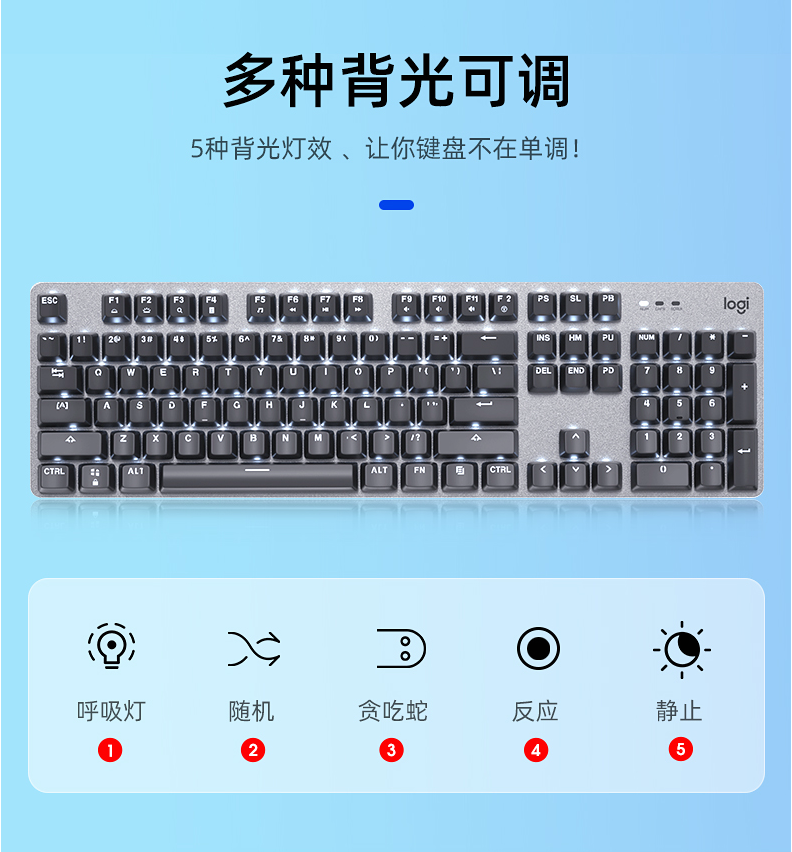 多种背光可调
5种背光灯效 、让你键盘不在单调!
ESC F1 F2 F3 F4 F5 F6 F7 F8 F9 F10 F11 F 2 PS SL PB logi
~~ 1! 2@ 3# 4$ 5% 6^ 7& 8* 9( 0) -- =+ INS HM PU NUM / * -
Q W E R T Y U I O P DEL END PD 7 8 9 +
[A] A S D F G H J K L 4 5 6
Z X C V B N M < > /? 1 2 3
CTRL ALT ALT FN CTRL 0 .
呼吸灯 随机 贪吃蛇 反应 静止
1 2 3 4 5